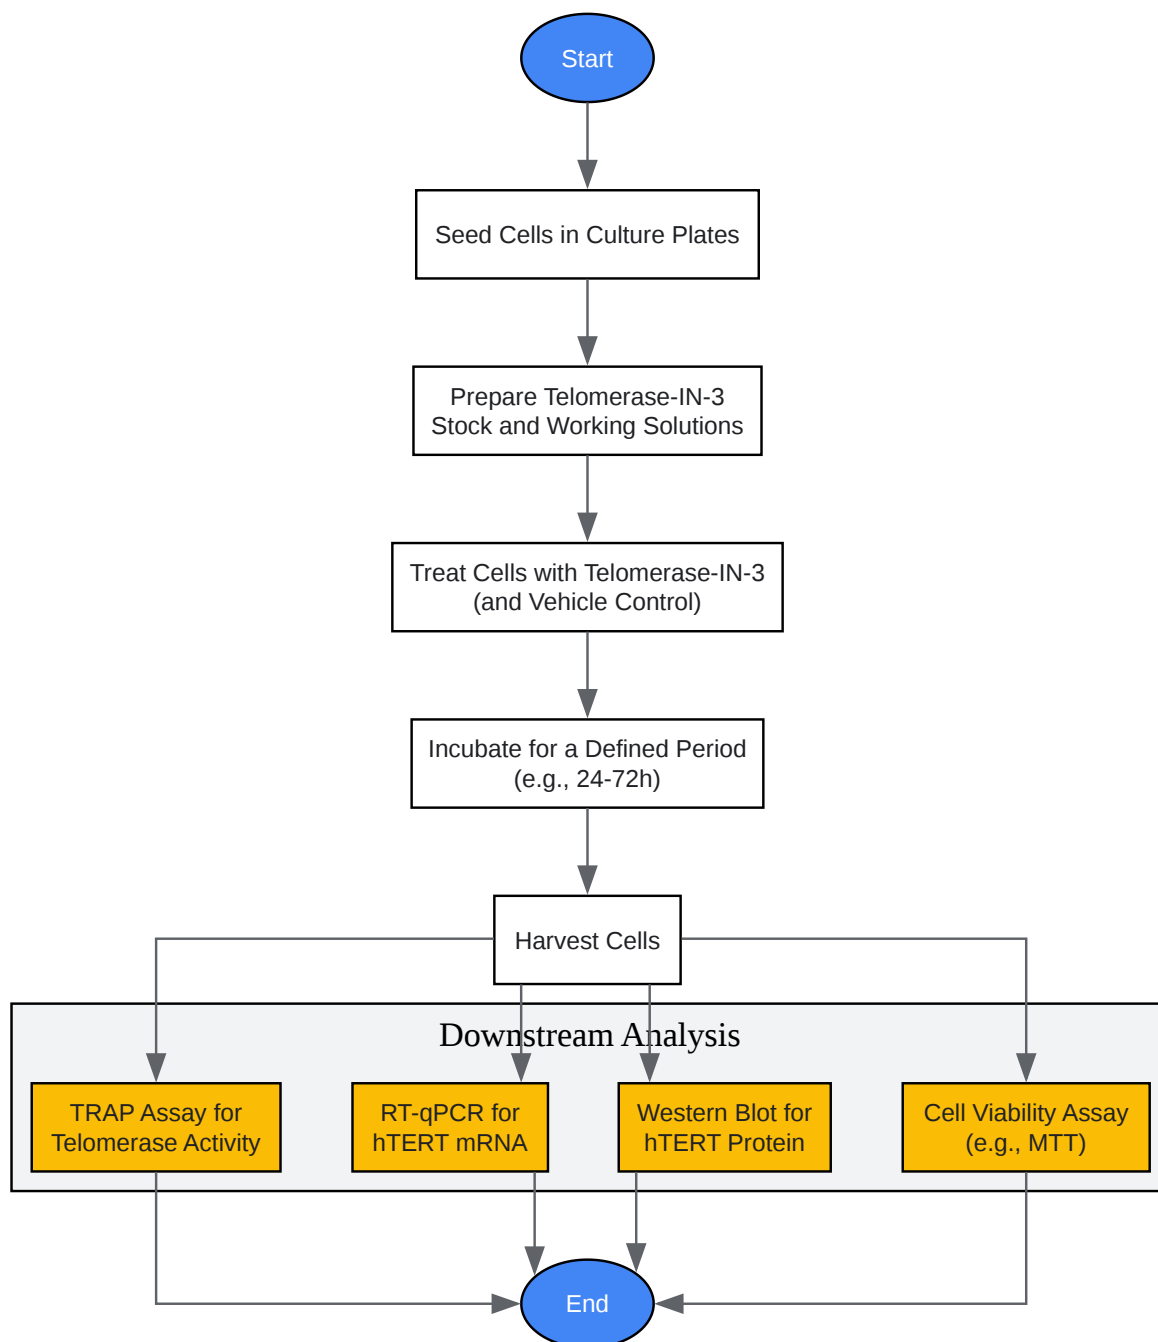 Start
Seed Cells in Culture Plates
Prepare Telomerase-IN-3
Stock and Working Solutions
Treat Cells with Telomerase-IN-3
(and Vehicle Control)
Incubate for a Defined Period
(e.g., 24-72h)
Harvest Cells
Downstream Analysis
TRAP Assay for
Telomerase Activity
RT-qPCR for
hTERT mRNA
Western Blot for
hTERT Protein
Cell Viability Assay
(e.g., MTT)
End